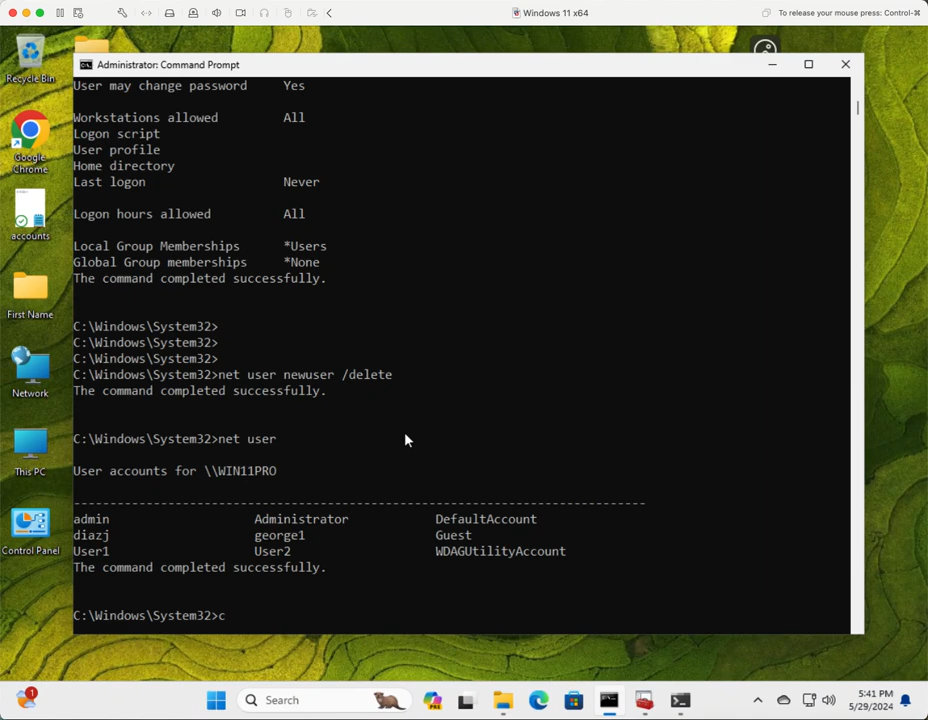 Windows 11 x64
To release your mouse press: Control-⌘
Administrator: Command Prompt
Recycle Bin
Google
Chrome
accounts
First Name
Network
This PC
Control Panel
User may change password Yes
Workstations allowed All
Logon script
User profile
Home directory
Last logon Never
Logon hours allowed All
Local Group Memberships *Users
Global Group memberships *None
The command completed successfully.
C:\Windows\System32>
C:\Windows\System32>
C:\Windows\System32>
C:\Windows\System32>net user newuser /delete
The command completed successfully.
C:\Windows\System32>net user
User accounts for \\WIN11PRO
-------------------------------------------------------------------------------
admin Administrator DefaultAccount
diazj george1 Guest
User1 User2 WDAGUtilityAccount
The command completed successfully.
C:\Windows\System32>c
1
Search
PRE
5:41 PM
5/29/2024